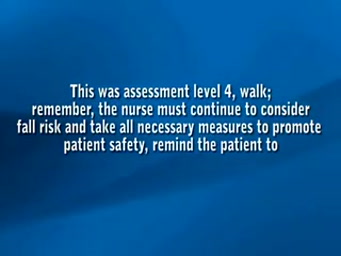 This was assessment level 4, walk;
remember, the nurse must continue to consider
fall risk and take all necessary measures to promote
patient safety, remind the patient to